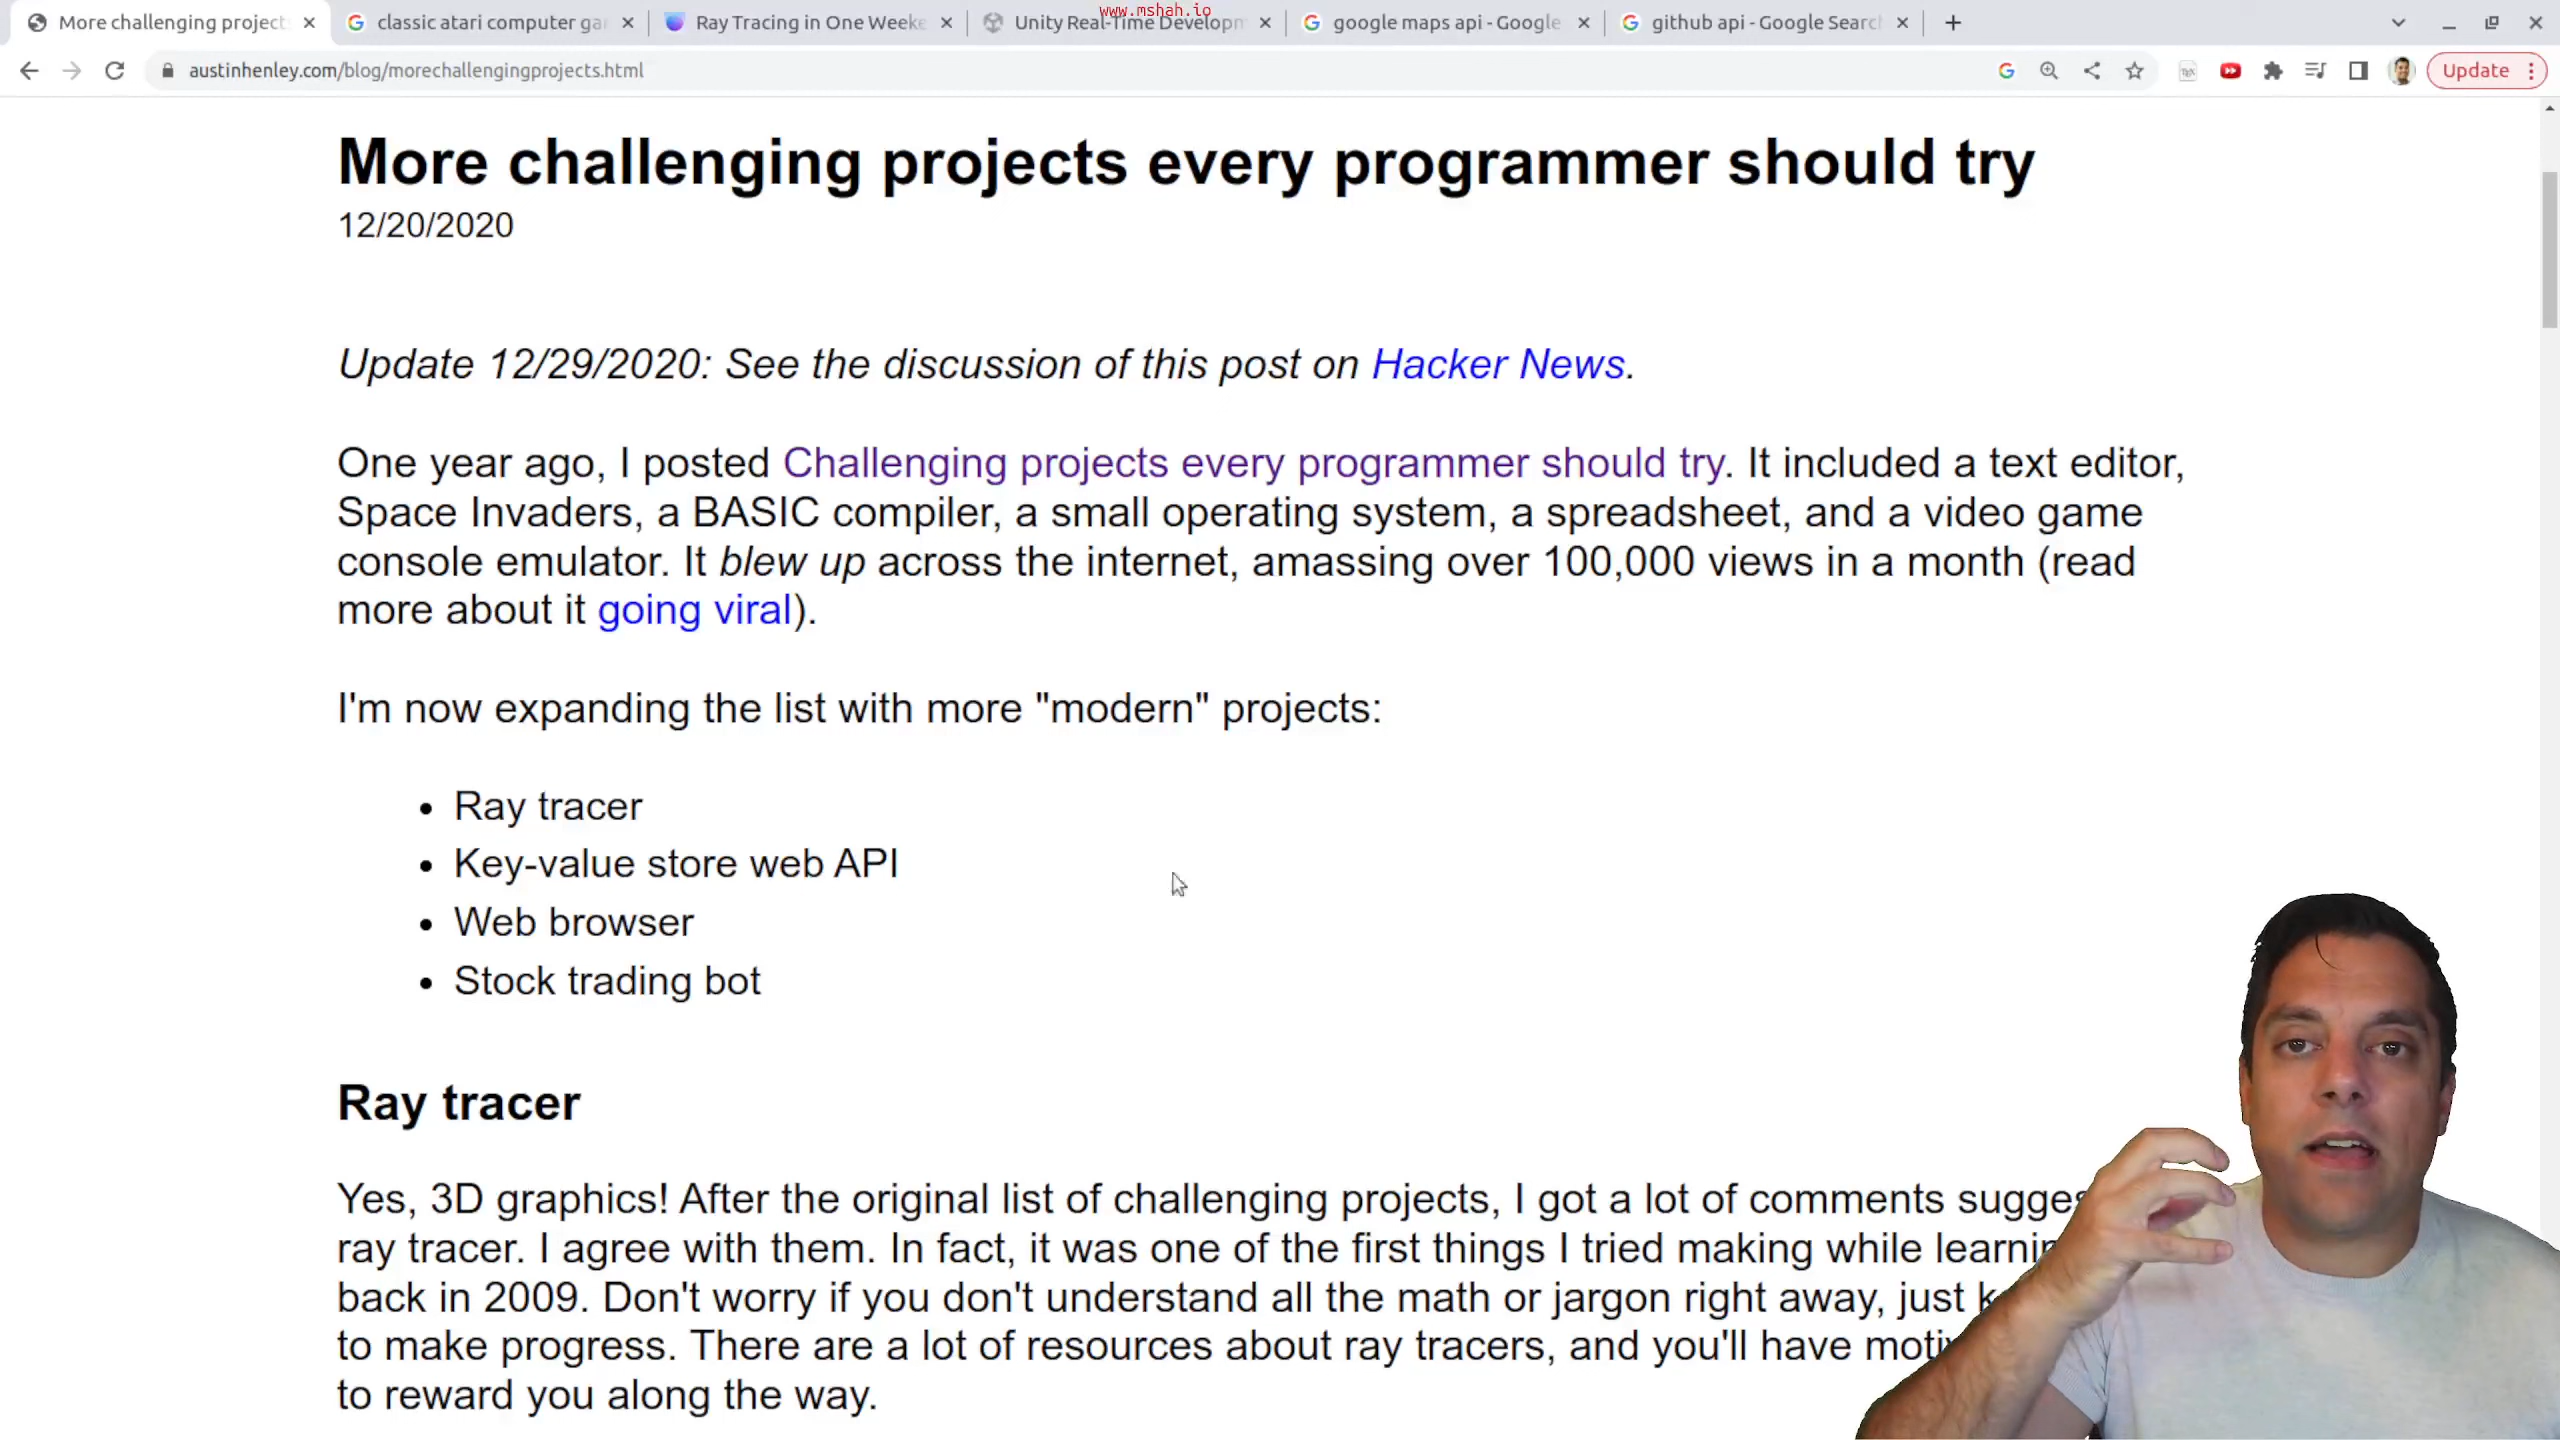 www.mshah.io
More challenging projects
classic atari computer ga
Ray Tracing in One Weeke
Unity Real-Time Developm
google maps api - Google
github api - Google Search
austinhenley.com/blog/morechallengingprojects.html
Update
More challenging projects every programmer should try
12/20/2020
Update 12/29/2020: See the discussion of this post on Hacker News.
One year ago, I posted Challenging projects every programmer should try. It included a text editor,
Space Invaders, a BASIC compiler, a small operating system, a spreadsheet, and a video game
console emulator. It blew up across the internet, amassing over 100,000 views in a month (read
more about it going viral).
I'm now expanding the list with more "modern" projects:
• Ray tracer
• Key-value store web API
• Web browser
• Stock trading bot
Ray tracer
Yes, 3D graphics! After the original list of challenging projects, I got a lot of comments sugges
ray tracer. I agree with them. In fact, it was one of the first things I tried making while learnin
back in 2009. Don't worry if you don't understand all the math or jargon right away, just k
to make progress. There are a lot of resources about ray tracers, and you'll have moti
to reward you along the way.